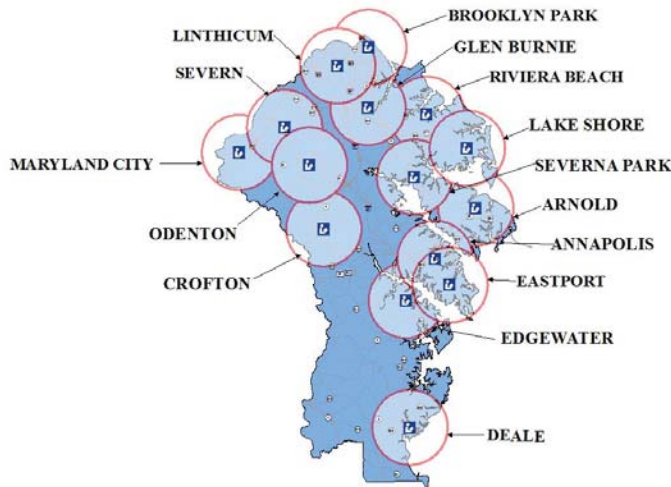 BROOKLYN PARK
LINTHICUM
GLEN BURNIE
SEVERN
RIVIERA BEACH
LAKE SHORE
MARYLAND CITY
SEVERNA PARK
ARNOLD
ODENTON
ANNAPOLIS
CROFTON
EASTPORT
EDGEWATER
DEALE